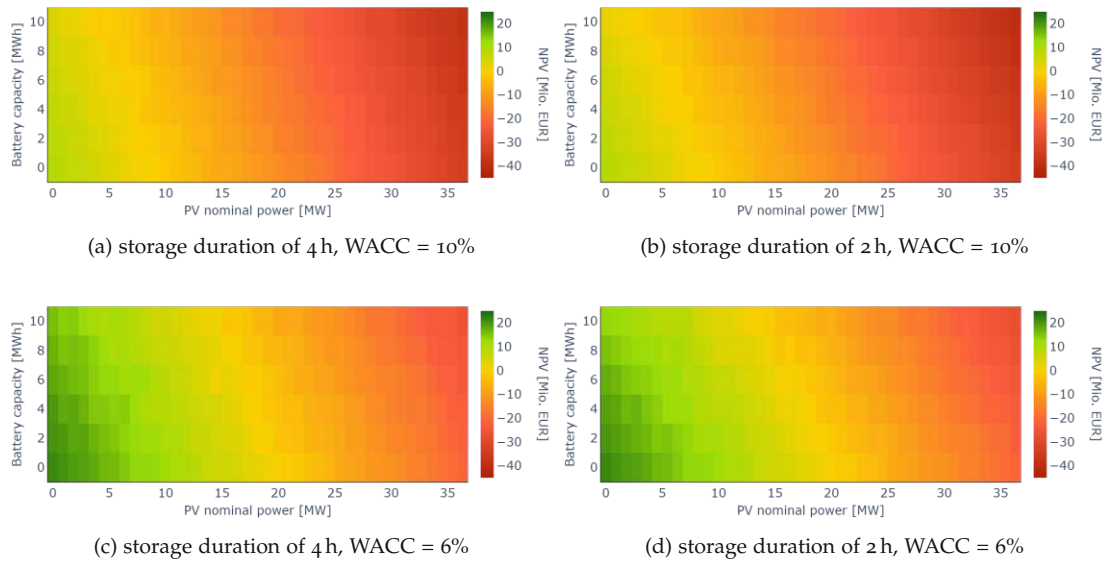 10
8
6
4
2
0
Battery capacity [MWh]
0 5 10 15 20 25 30 35
PV nominal power [MW]
20
10
0
−10
−20
−30
−40
NPV [Mio. EUR]
(a) storage duration of 4 h, WACC = 10%
10
8
6
4
2
0
Battery capacity [MWh]
0 5 10 15 20 25 30 35
PV nominal power [MW]
20
10
0
−10
−20
−30
−40
NPV [Mio. EUR]
(b) storage duration of 2 h, WACC = 10%
10
8
6
4
2
0
Battery capacity [MWh]
0 5 10 15 20 25 30 35
PV nominal power [MW]
20
10
0
−10
−20
−30
−40
NPV [Mio. EUR]
(c) storage duration of 4 h, WACC = 6%
10
8
6
4
2
0
Battery capacity [MWh]
0 5 10 15 20 25 30 35
PV nominal power [MW]
20
10
0
−10
−20
−30
−40
NPV [Mio. EUR]
(d) storage duration of 2 h, WACC = 6%